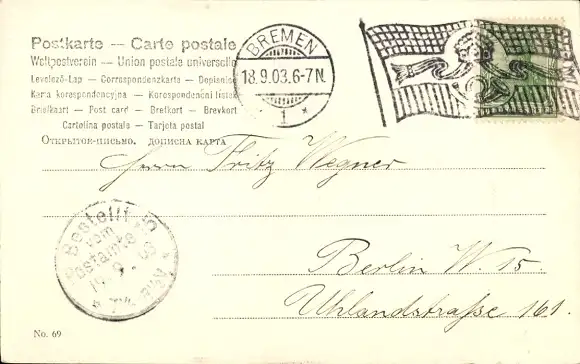 Postkarte — Carte postale
Weltpostverein — Union postale universelle
Levelező-Lap — Correspondenzkarte — Dopisnice
Karta korespondencyjna — Korespondenční lístek
Briefkaart — Post card — Brefkort — Brevkort
Cartolina postale — Tarjeta postal
Открытое-письмо. дописна карта
BREMEN
18.9.03.6-7N.
1 *
Herrn Fritz Wegner
Berlin W. 15.
Uhlandstraße 161.
Bestellt
vom
Postamte
No. 69